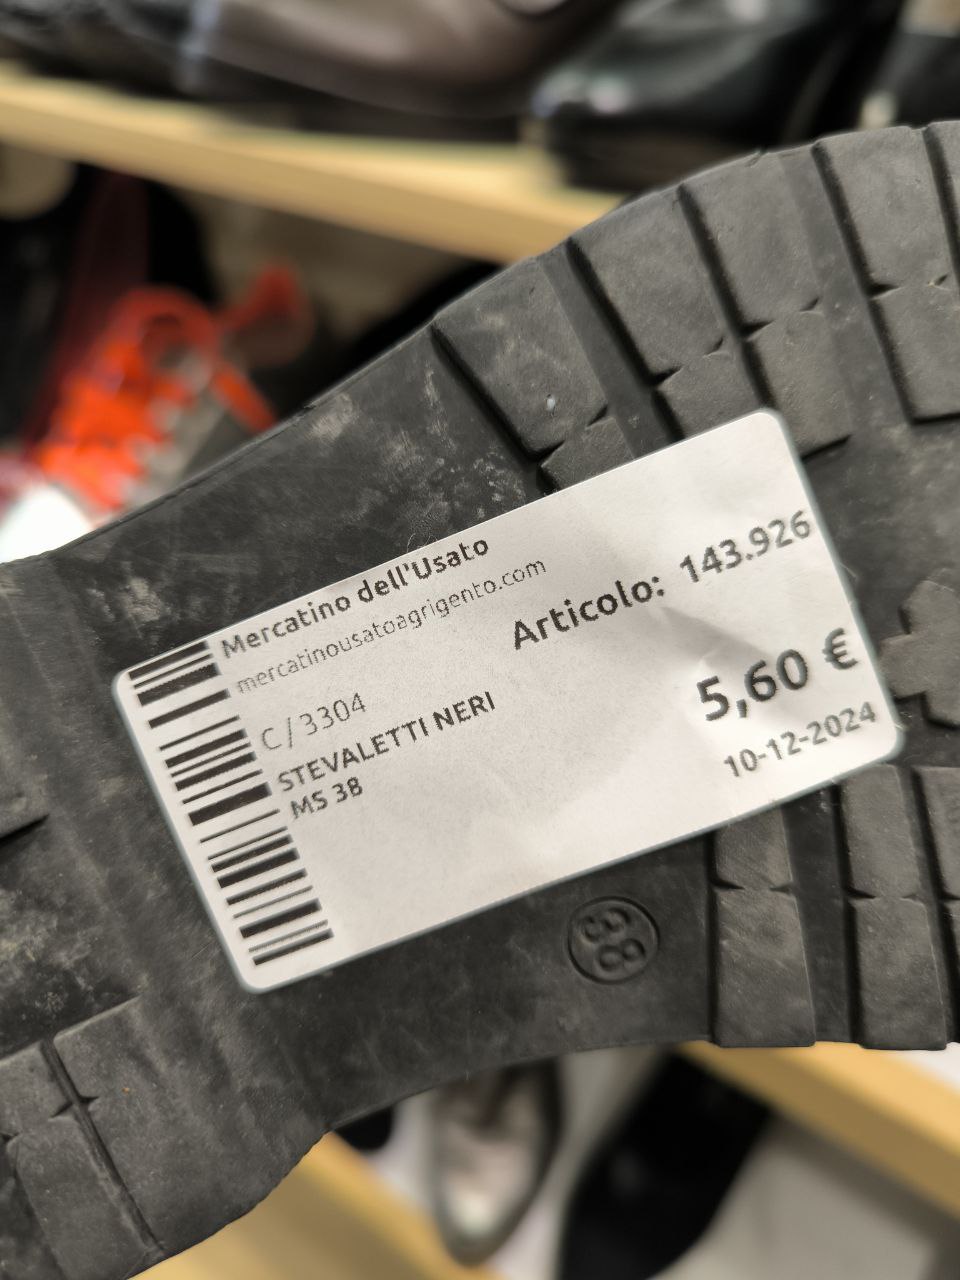 Mercatino dell'Usato
mercatinousatoagrigento.com
Articolo: 143.926
C/3304
5,60 €
STEVALETTI NERI
10-12-2024
MS 38
38